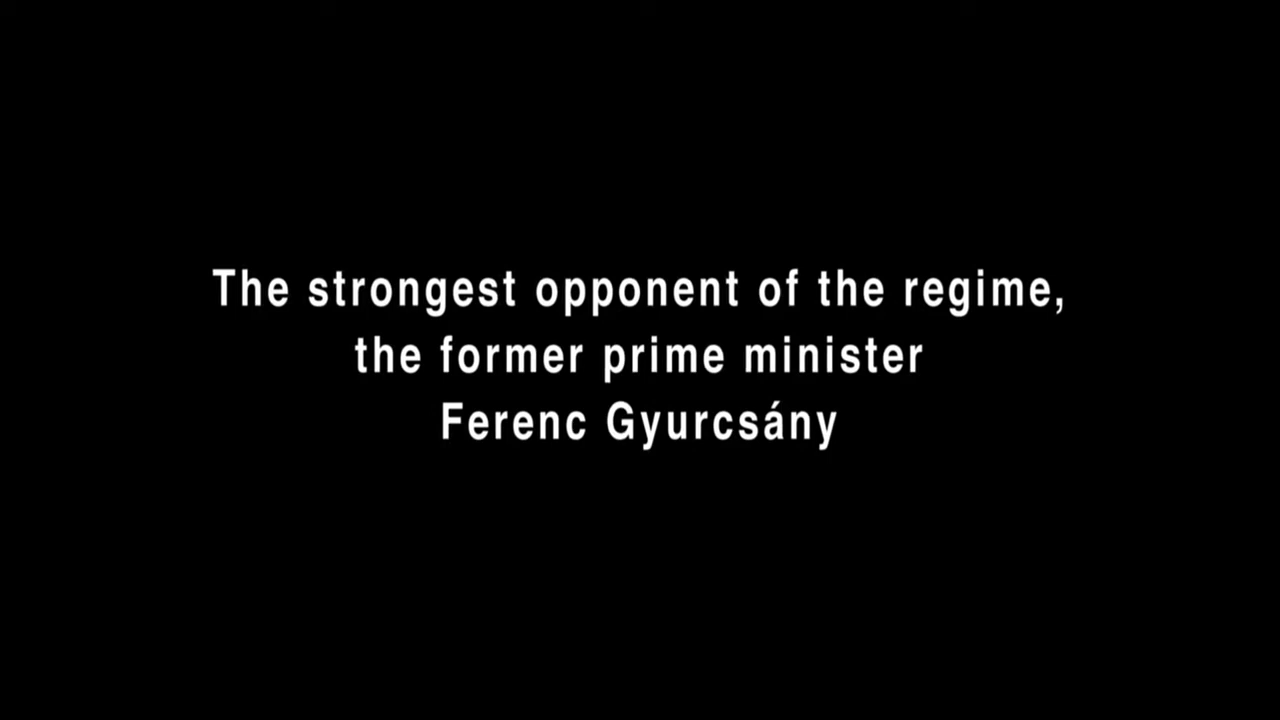 The strongest opponent of the regime,
the former prime minister
Ferenc Gyurcsány